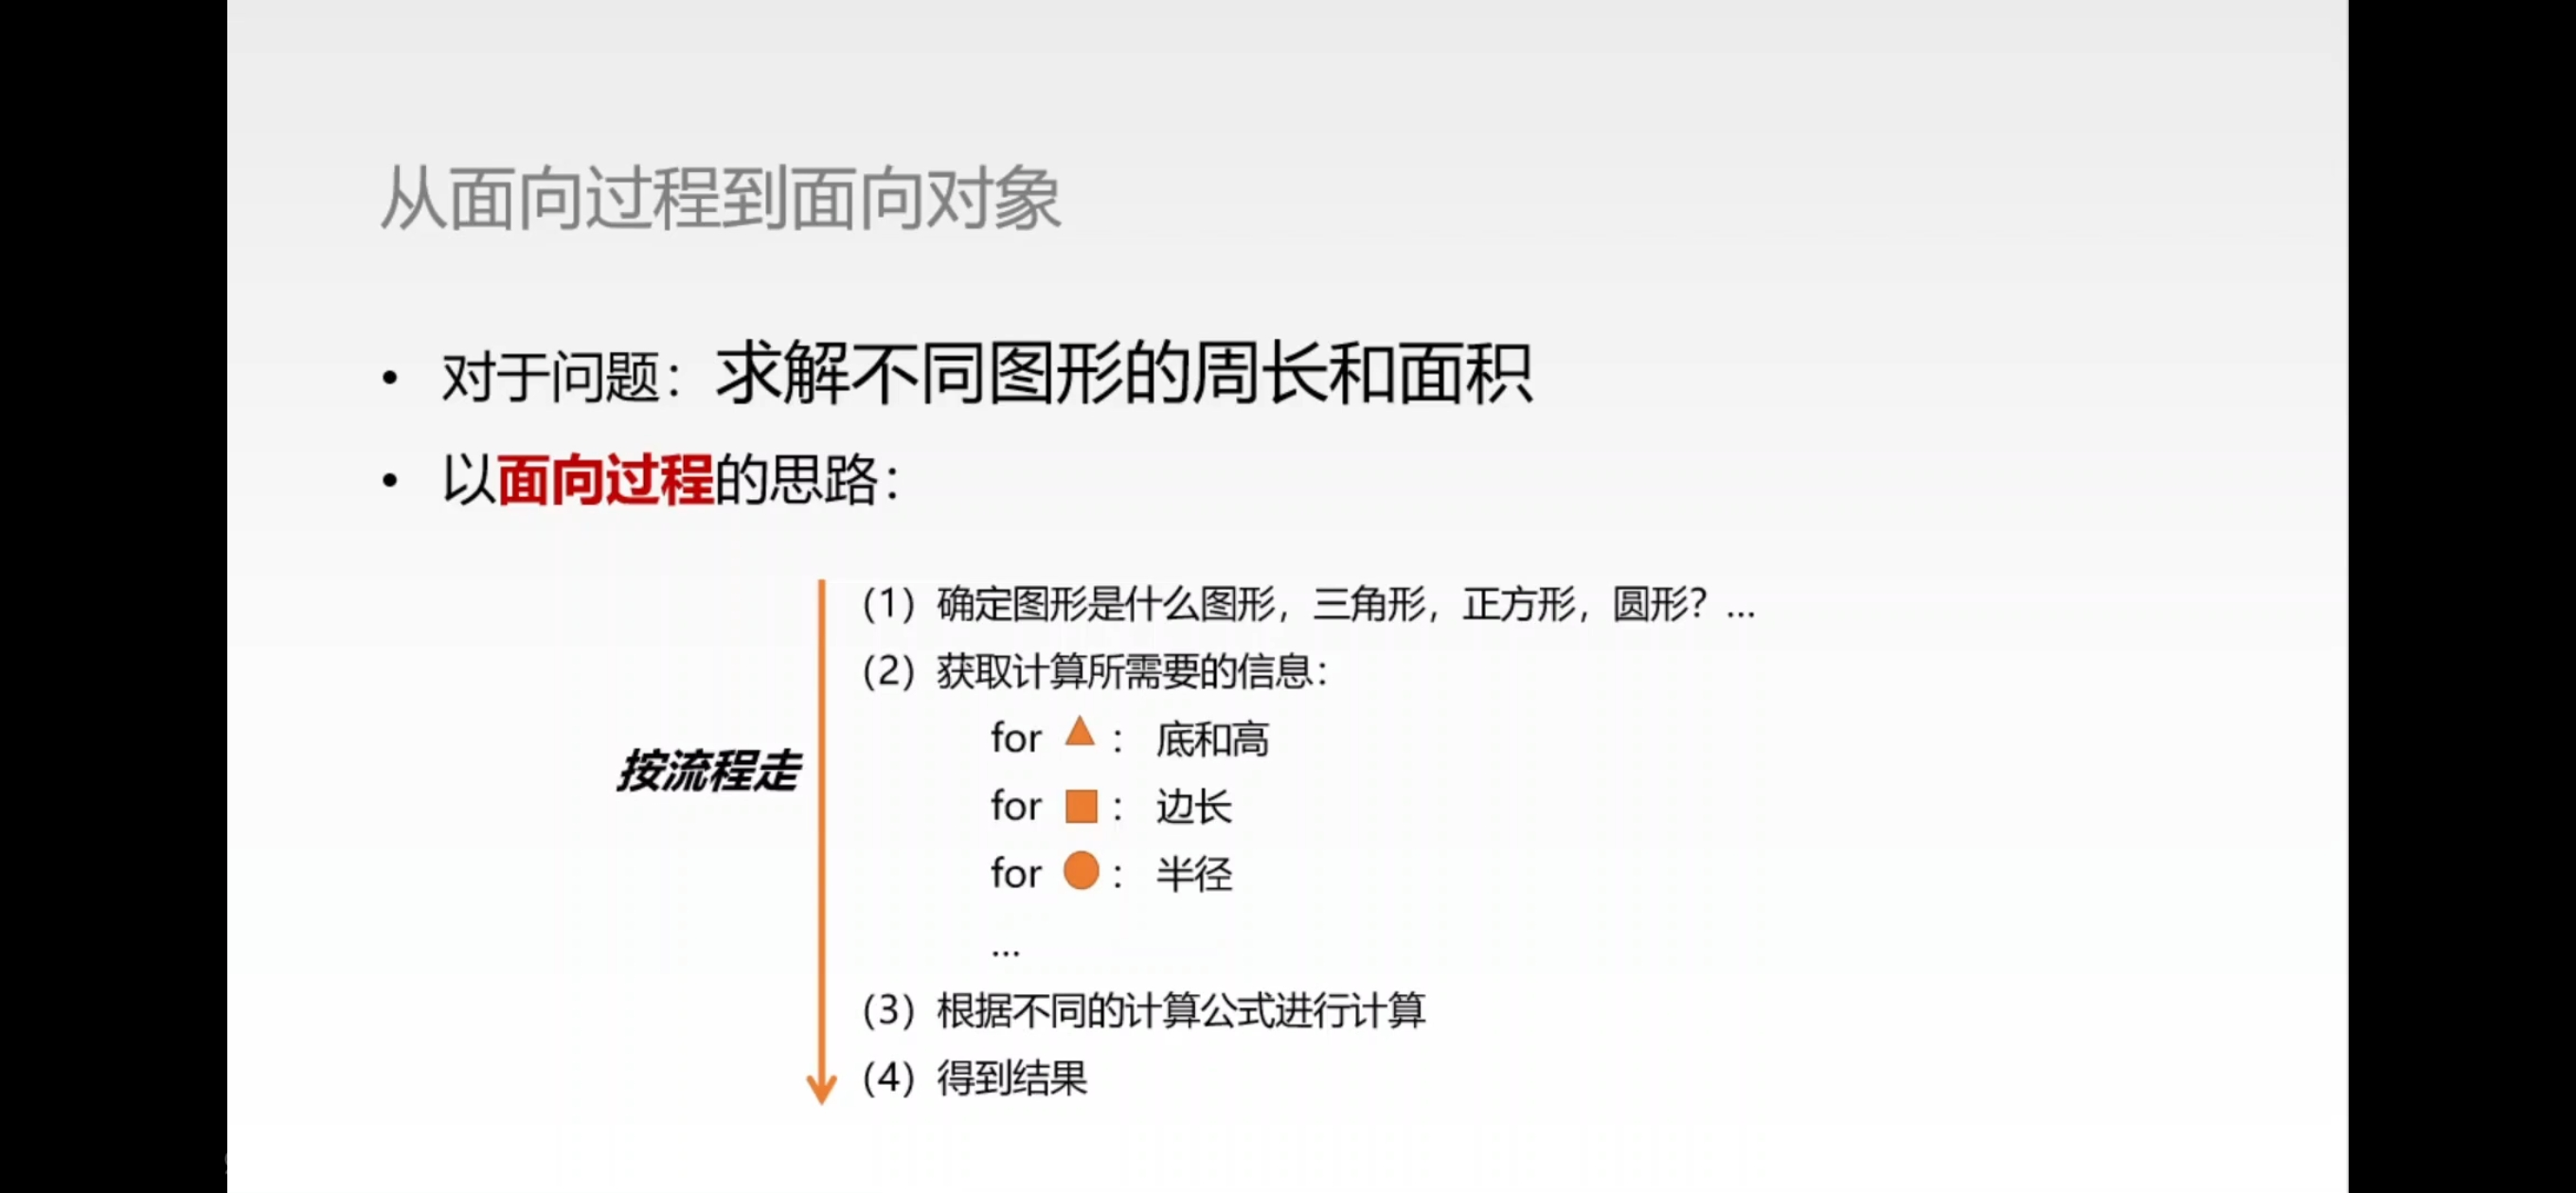 从面向过程到面向对象
• 对于问题：求解不同图形的周长和面积
• 以面向过程的思路：
按流程走
（1）确定图形是什么图形，三角形，正方形，圆形？...
（2）获取计算所需要的信息：
for ： 底和高
for ： 边长
for ： 半径
...
（3）根据不同的计算公式进行计算
（4）得到结果